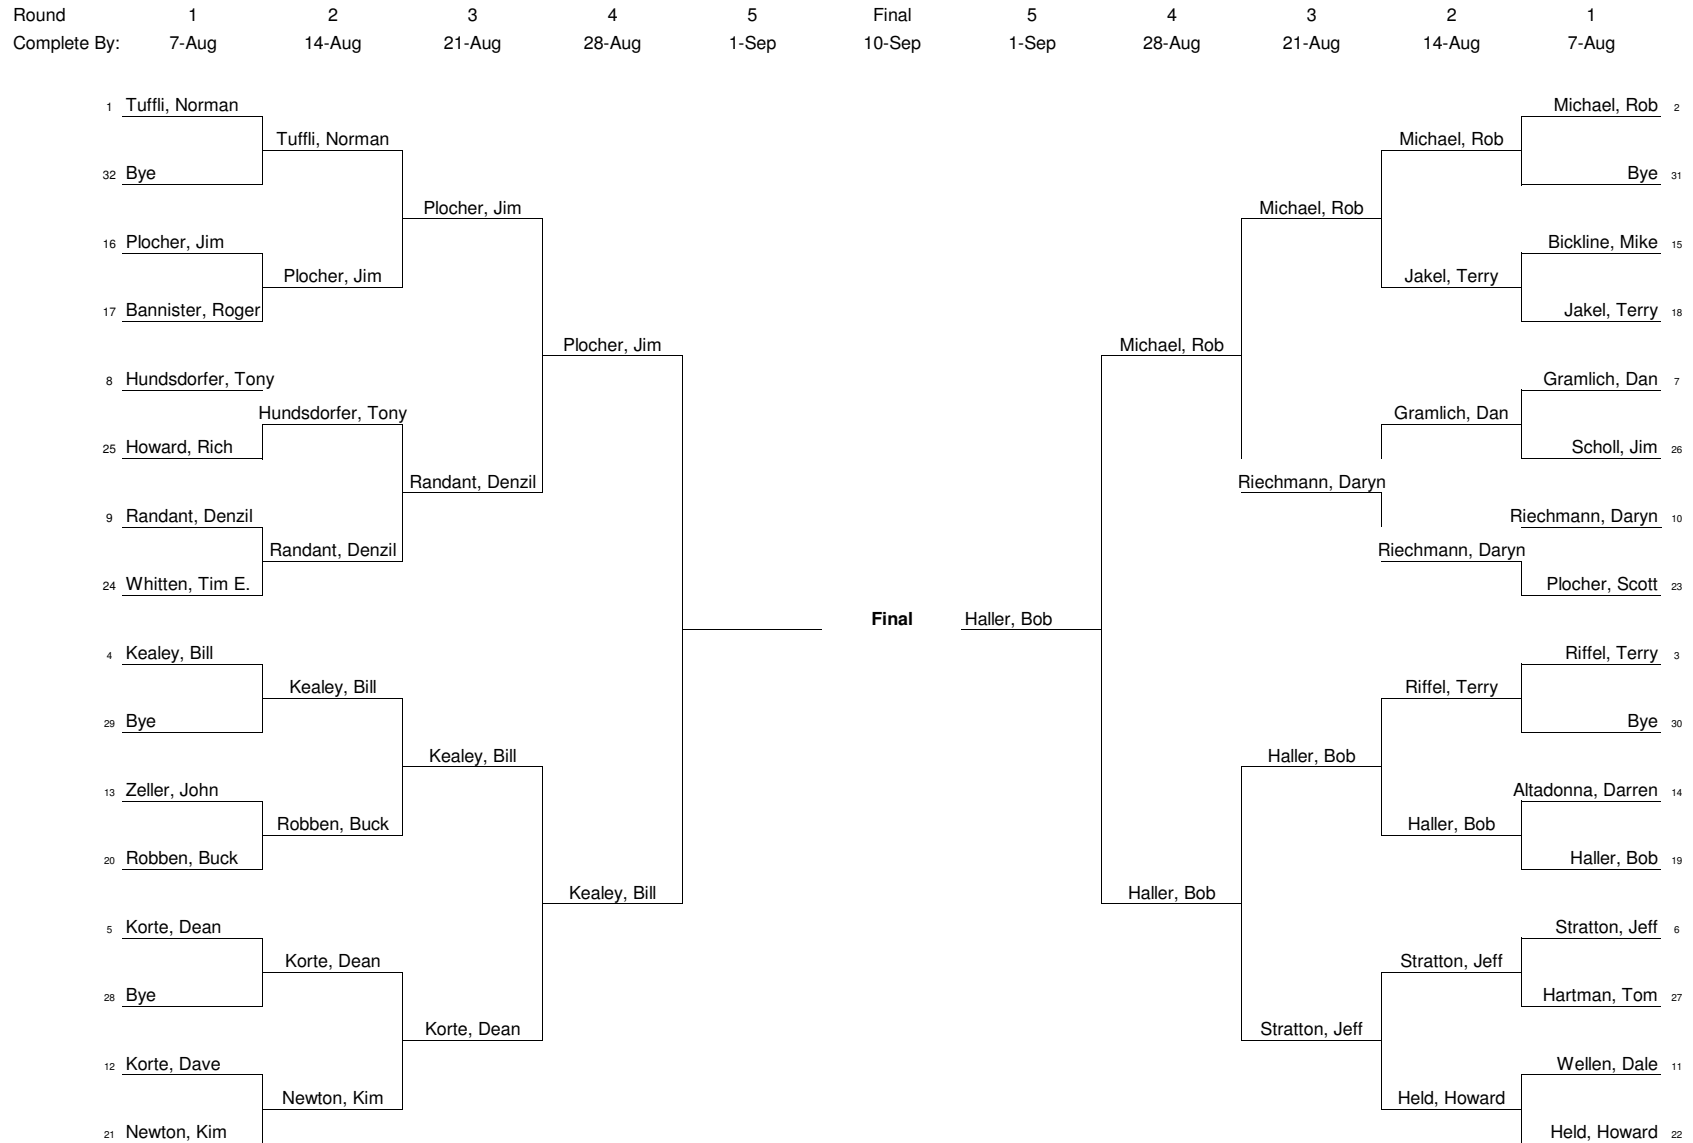 Round 1 2 3 4 5 Final 5 4 3 2 1
Complete By: 7-Aug 14-Aug 21-Aug 28-Aug 1-Sep 10-Sep 1-Sep 28-Aug 21-Aug 14-Aug 7-Aug
1 Tuffli, Norman Michael, Rob 2
Tuffli, Norman Michael, Rob
32 Bye Bye 31
Plocher, Jim Michael, Rob
16 Plocher, Jim Bickline, Mike 15
Plocher, Jim Jakel, Terry
17 Bannister, Roger Jakel, Terry 18
Plocher, Jim Michael, Rob
8 Hundsdorfer, Tony Gramlich, Dan 7
Hundsdorfer, Tony Gramlich, Dan
25 Howard, Rich Scholl, Jim 26
Randant, Denzil Riechmann, Daryn
9 Randant, Denzil Riechmann, Daryn 10
Randant, Denzil Riechmann, Daryn
24 Whitten, Tim E. Plocher, Scott 23
Final Haller, Bob
4 Kealey, Bill Riffel, Terry 3
Kealey, Bill Riffel, Terry
29 Bye Bye 30
Kealey, Bill Haller, Bob
13 Zeller, John Altadonna, Darren 14
Robben, Buck Haller, Bob
20 Robben, Buck Haller, Bob 19
Kealey, Bill Haller, Bob
5 Korte, Dean Stratton, Jeff 6
Korte, Dean Stratton, Jeff
28 Bye Hartman, Tom 27
Korte, Dean Stratton, Jeff
12 Korte, Dave Wellen, Dale 11
Newton, Kim Held, Howard
21 Newton, Kim Held, Howard 22